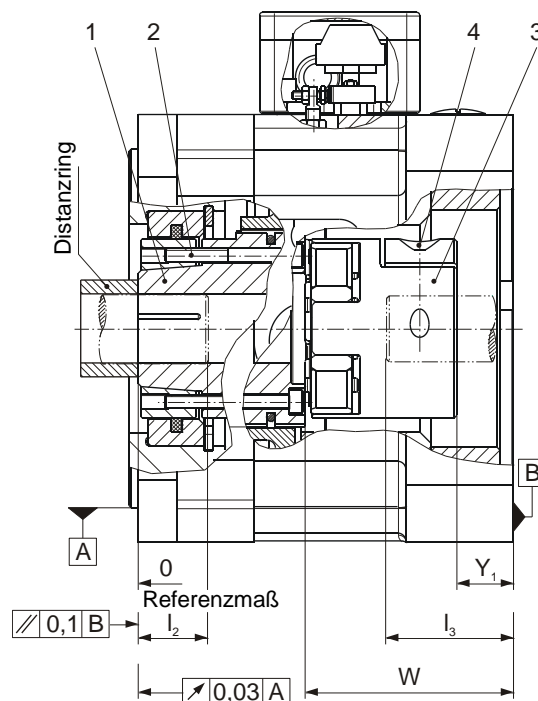 1 2 4 3
Distanzring
B
A
0
Y₁
Referenzmaß
⫽ 0,1 B
l₂
l₃
W
↗ 0,03 A